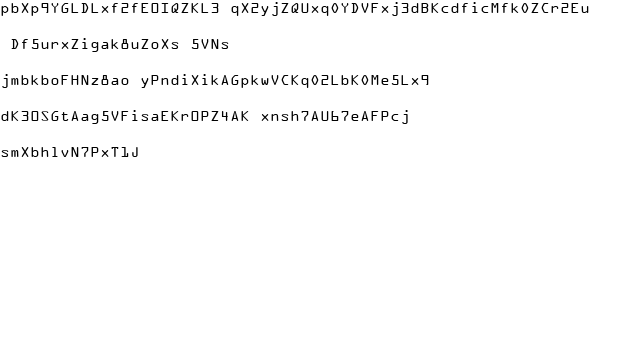 pbXp9YGLDLxf2fEOIQZKL3 qX2yjZQUxq0YDVFxj3dBKcdficMfk0ZCr2Eu
Df5urxZigak8uZoXs 5VNs
jmbkboFHNz8ao yPndiXikAGpkwVCKq02LbK0Me5Lx9
dK3OSGtAag5VFisaEKrOPZ4AK xnsh7AU67eAFPcj
smXbhlvN7PxT1J